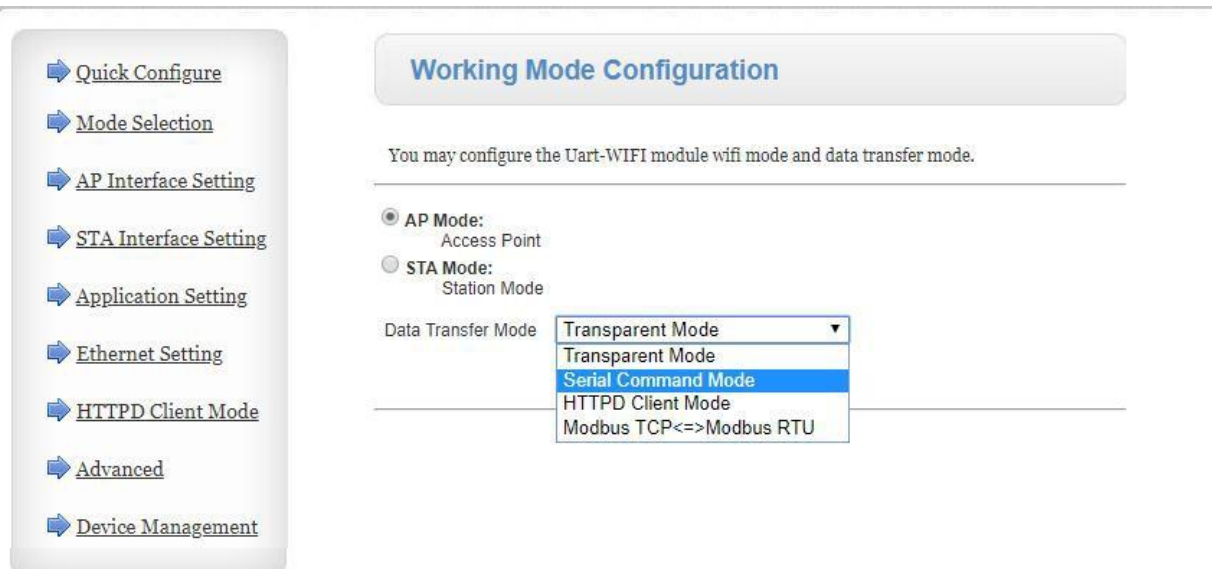 Quick Configure
Mode Selection
AP Interface Setting
STA Interface Setting
Application Setting
Ethernet Setting
HTTPD Client Mode
Advanced
Device Management
Working Mode Configuration
You may configure the Uart-WIFI module wifi mode and data transfer mode.
AP Mode:
Access Point
STA Mode:
Station Mode
Data Transfer Mode Transparent Mode
Transparent Mode
Serial Command Mode
HTTPD Client Mode
Modbus TCP<=>Modbus RTU